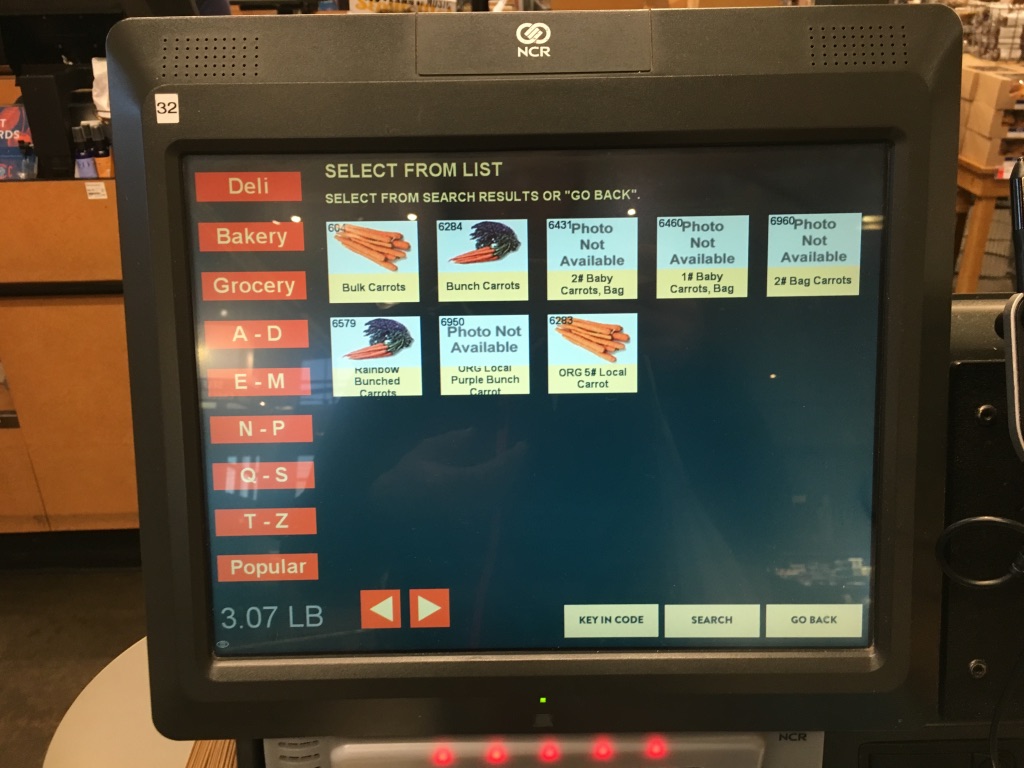 NCR
32
SELECT FROM LIST
SELECT FROM SEARCH RESULTS OR "GO BACK".
Deli
Bakery
Grocery
A - D
E - M
N - P
Q - S
T - Z
Popular
Bulk Carrots
6284
Bunch Carrots
6431
Photo
Not
Available
2# Baby
Carrots, Bag
6460
Photo
Not
Available
1# Baby
Carrots, Bag
6960
Photo
Not
Available
2# Bag Carrots
6579
Rainbow
Bunched
Carrots
6950
Photo Not
Available
ORG Local
Purple Bunch
Carrot
6283
ORG 5# Local
Carrot
3.07 LB
KEY IN CODE
SEARCH
GO BACK
NCR